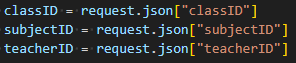 classID = request.json["classID"]
subjectID = request.json["subjectID"]
teacherID = request.json["teacherID"]